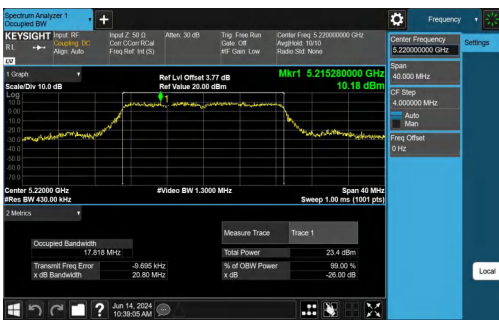 Spectrum Analyzer 1
Occupied BW
Frequency
KEYSIGHT
RL
Input: RF
Coupling: DC
Align: Auto
Input Z: 50 Ω
Corr CCorr RCal
Freq Ref: Int (S)
Atten: 30 dB
Trig: Free Run
Gate: Off
#IF Gain: Low
Center Freq: 5.220000000 GHz
Avg|Hold: 10/10
Radio Std: None
LM
Center Frequency
5.220000000 GHz
Settings
Span
40.000 MHz
CF Step
4.000000 MHz
Auto
Man
Freq Offset
0 Hz
Local
1 Graph
Scale/Div 10.0 dB
Ref Lvl Offset 3.77 dB
Ref Value 20.00 dBm
Mkr1 5.215280000 GHz
10.18 dBm
Log
10.0
0.00
-10.0
-20.0
-30.0
-40.0
-50.0
-60.0
-70.0
1
Center 5.22000 GHz
#Res BW 430.00 kHz
#Video BW 1.3000 MHz
Span 40 MHz
Sweep 1.00 ms (1001 pts)
2 Metrics
Measure Trace Trace 1
Occupied Bandwidth
17.818 MHz
Total Power 23.4 dBm
Transmit Freq Error -9.695 kHz
% of OBW Power 99.00 %
x dB Bandwidth 20.80 MHz
x dB -26.00 dB
Jun 14, 2024
10:39:05 AM